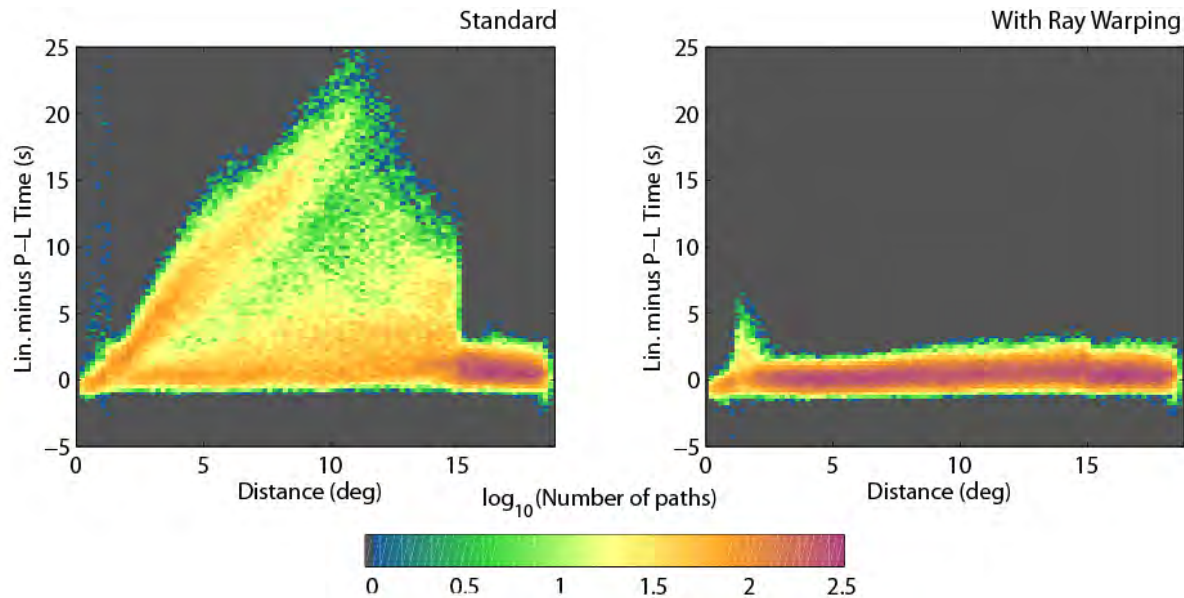 Standard
With Ray Warping
Lin. minus P–L Time (s)
25
20
15
10
5
0
−5
0 5 10 15
Distance (deg)
Lin. minus P–L Time (s)
25
20
15
10
5
0
−5
0 5 10 15
Distance (deg)
log10(Number of paths)
0 0.5 1 1.5 2 2.5